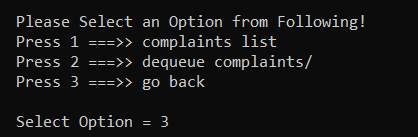 Please Select an Option from Following!
Press 1 ===>> complaints list
Press 2 ===>> dequeue complaints/
Press 3 ===>> go back
Select Option = 3